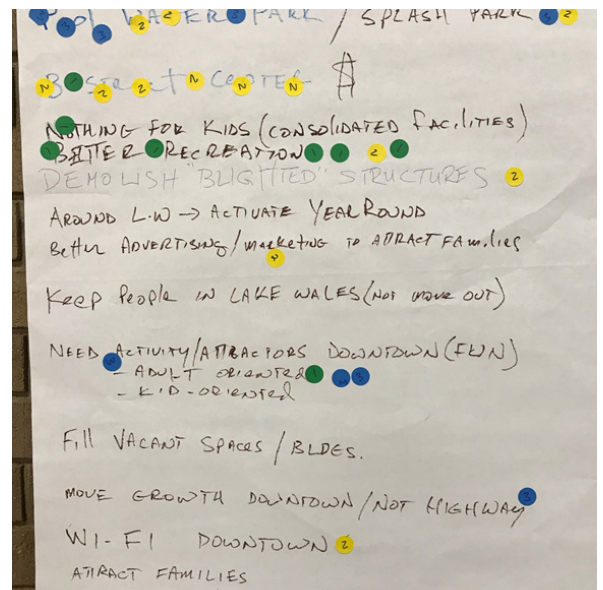 Pool WATER PARK / SPLASH PARK
NOTHING FOR KIDS (CONSOLIDATED FACILITIES)
BETTER RECREATION
DEMOLISH "BLIGHTED" STRUCTURES
AROUND L.W → ACTIVATE YEAR ROUND
Better ADVERTISING/MARKETING TO ATTRACT FAMILIES
Keep People IN LAKE WALES (NOT MOVE OUT)
NEED ACTIVITY/ATTRACTORS DOWNTOWN (FUN)
- ADULT ORIENTED
- KID-ORIENTED
Fill VACANT SPACES / BLDGS.
MOVE GROWTH DOWNTOWN / NOT HIGHWAY
WI-FI DOWNTOWN
ATTRACT FAMILIES